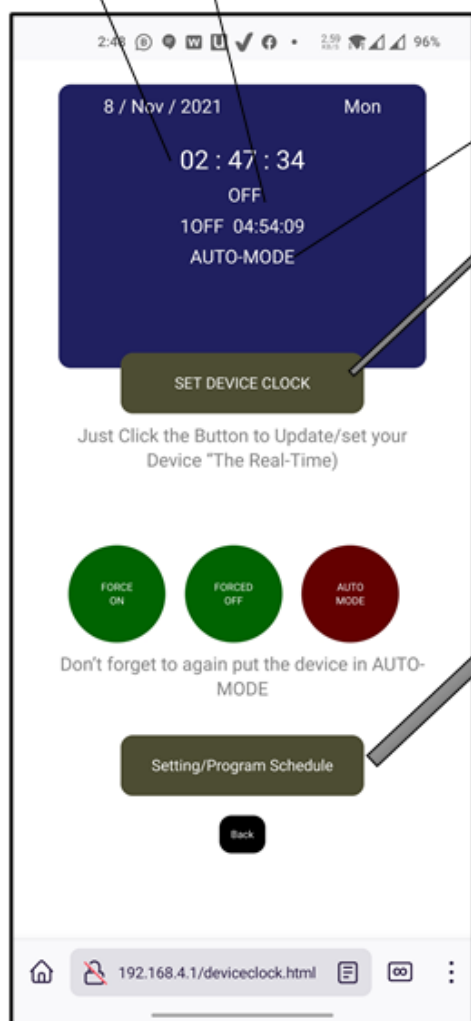 2:48 96%
8 / Nov / 2021 Mon
02 : 47 : 34
OFF
1OFF 04:54:09
AUTO-MODE
SET DEVICE CLOCK
Just Click the Button to Update/set your
Device "The Real-Time)
FORCE
ON
FORCED
OFF
AUTO
MODE
Don't forget to again put the device in AUTO-
MODE
Setting/Program Schedule
Back
192.168.4.1/deviceclock.html